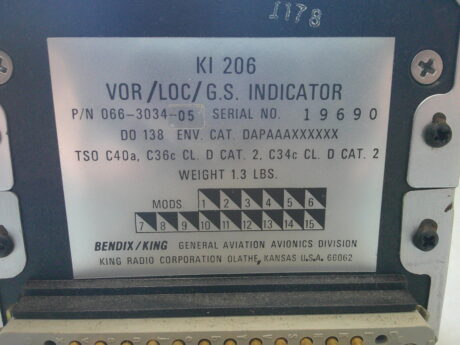 1178
KI 206
VOR/LOC/G.S. INDICATOR
P/N 066-3034-05 SERIAL NO. 19690
DO 138 ENV. CAT. DAPAAAXXXXXX
TSO C40a, C36c CL. D CAT. 2, C34c CL. D CAT. 2
WEIGHT 1.3 LBS.
MODS 1 2 3 4 5 6
7 8 9 10 11 12 13 14 15
BENDIX/KING GENERAL AVIATION AVIONICS DIVISION
KING RADIO CORPORATION OLATHE, KANSAS U.S.A. 66062